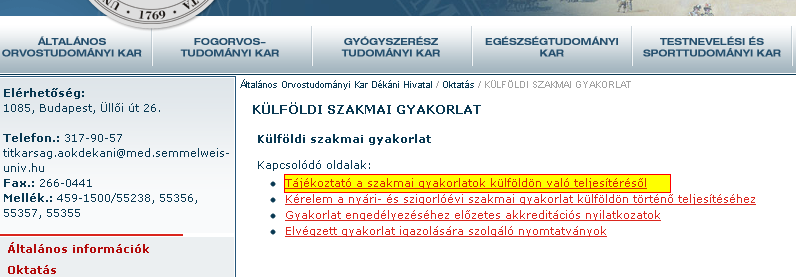 1769
ÁLTALÁNOS
ORVOSTUDOMÁNYI KAR
FOGORVOS-
TUDOMÁNYI KAR
GYÓGYSZERÉSZ
TUDOMÁNYI KAR
EGÉSZSÉGTUDOMÁNYI
KAR
TESTNEVELÉSI ÉS
SPORTTUDOMÁNYI KAR
Elérhetőség:
1085, Budapest, Üllői út 26.
Telefon.: 317-90-57
titkarsag.aokdekani@med.semmelweis-
univ.hu
Fax.: 266-0441
Mellék.: 459-1500/55238, 55356,
55357, 55355
Általános információk
Oktatás
Általános Orvostudományi Kar Dékáni Hivatal / Oktatás / KÜLFÖLDI SZAKMAI GYAKORLAT
KÜLFÖLDI SZAKMAI GYAKORLAT
Külföldi szakmai gyakorlat
Kapcsolódó oldalak:
Tájékoztató a szakmai gyakorlatok külföldön való teljesítéréséől
Kérelem a nyári- és szigorlóévi szakmai gyakorlat külföldön történő teljesítéséhez
Gyakorlat engedélyezéséhez előzetes akkreditációs nyilatkozatok
Elvégzett gyakorlat igazolására szolgáló nyomtatványok